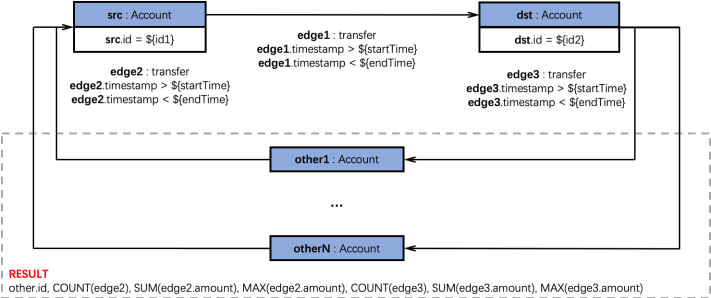 src : Account
dst : Account
src.id = ${id1}
dst.id = ${id2}
edge1 : transfer
edge1.timestamp > ${startTime}
edge1.timestamp < ${endTime}
edge2 : transfer
edge2.timestamp > ${startTime}
edge2.timestamp < ${endTime}
edge3 : transfer
edge3.timestamp > ${startTime}
edge3.timestamp < ${endTime}
other1 : Account
...
otherN : Account
RESULT
other.id, COUNT(edge2), SUM(edge2.amount), MAX(edge2.amount), COUNT(edge3), SUM(edge3.amount), MAX(edge3.amount)